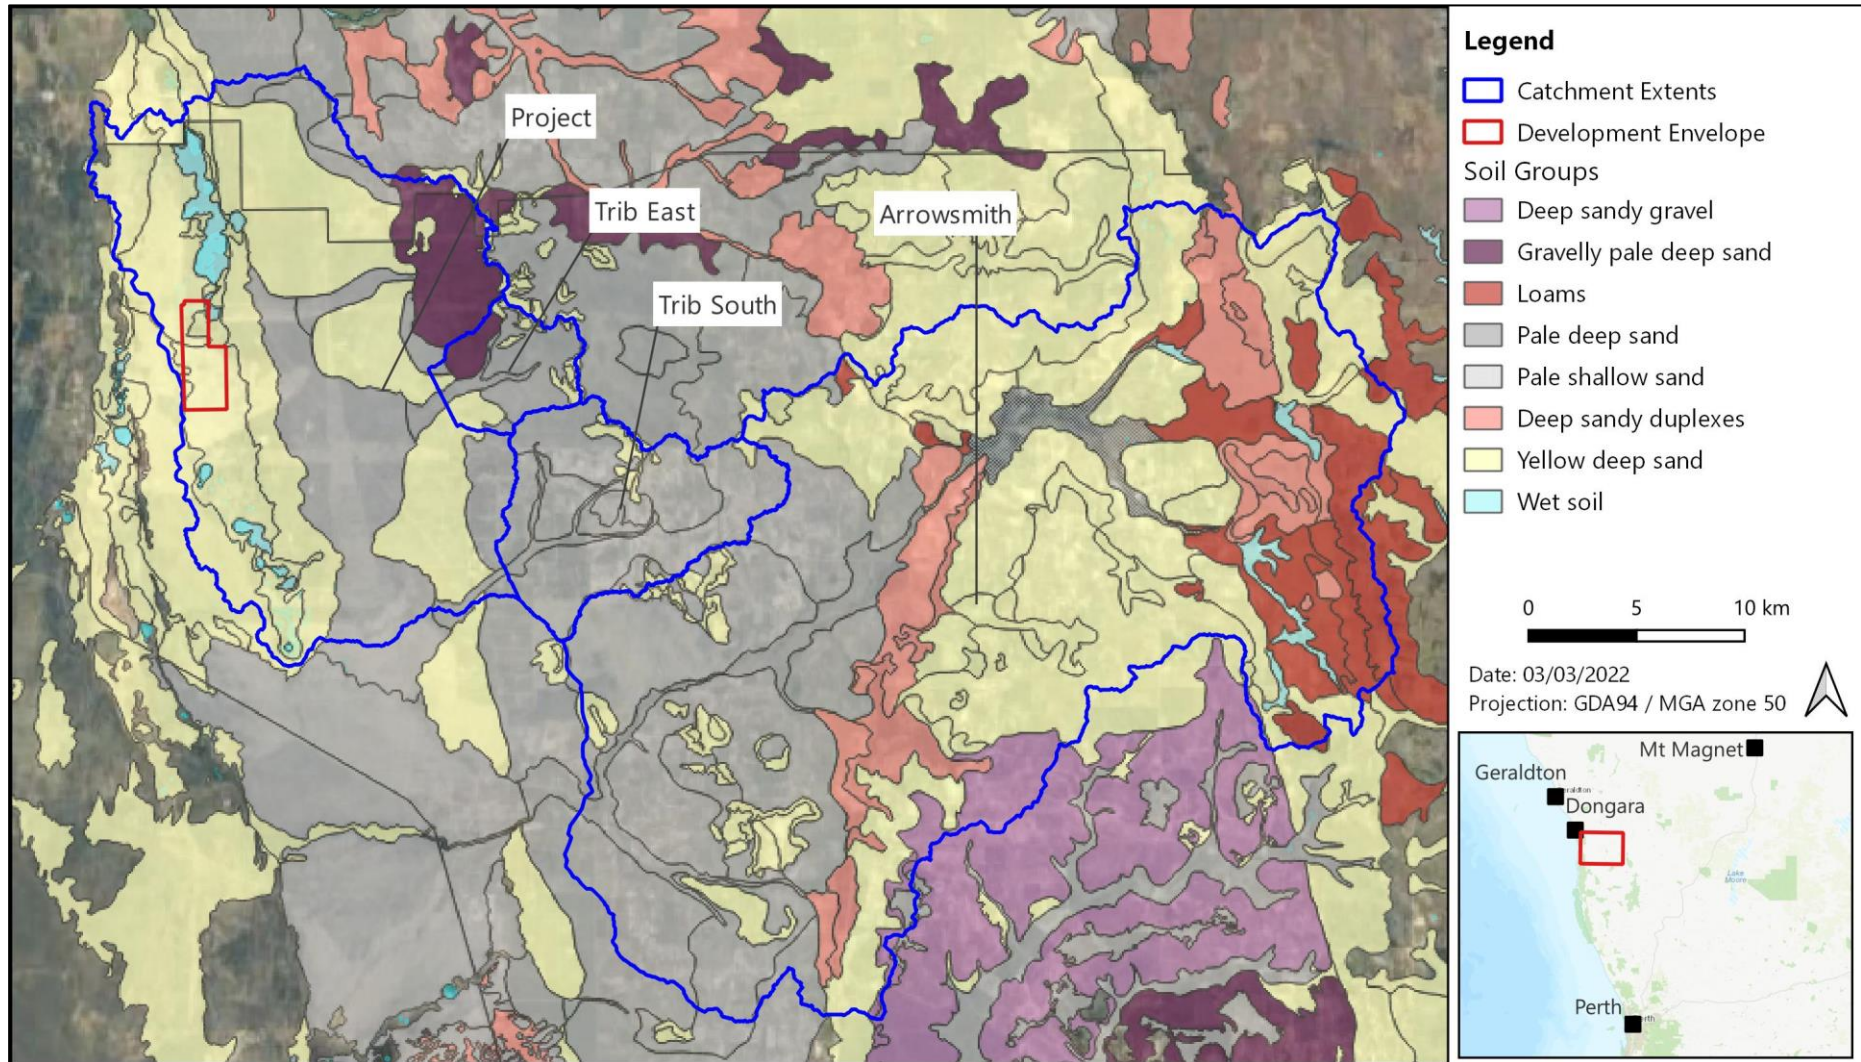 Project
Trib East
Arrowsmith
Trib South
Legend
Catchment Extents
Development Envelope
Soil Groups
Deep sandy gravel
Gravelly pale deep sand
Loams
Pale deep sand
Pale shallow sand
Deep sandy duplexes
Yellow deep sand
Wet soil
0 5 10 km
Date: 03/03/2022
Projection: GDA94 / MGA zone 50
Mt Magnet
Geraldton
Dongara
Lake
Moore
Perth